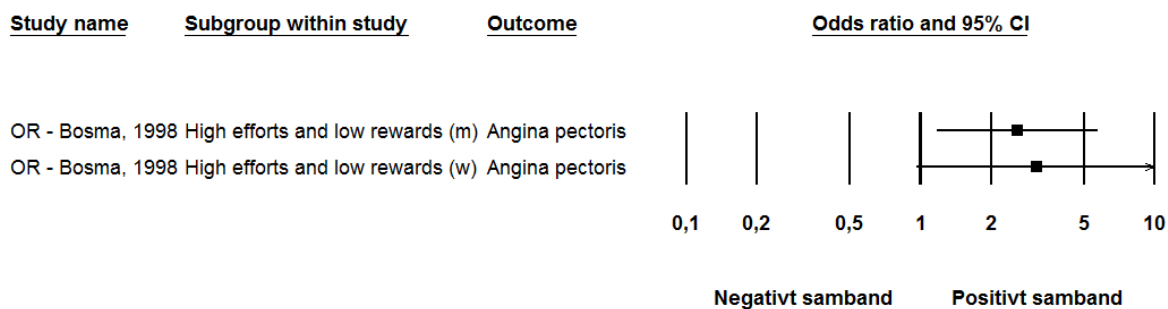 Study name Subgroup within study Outcome Odds ratio and 95% CI
OR - Bosma, 1998 High efforts and low rewards (m) Angina pectoris
OR - Bosma, 1998 High efforts and low rewards (w) Angina pectoris
0,1 0,2 0,5 1 2 5 10
Negativt samband Positivt samband